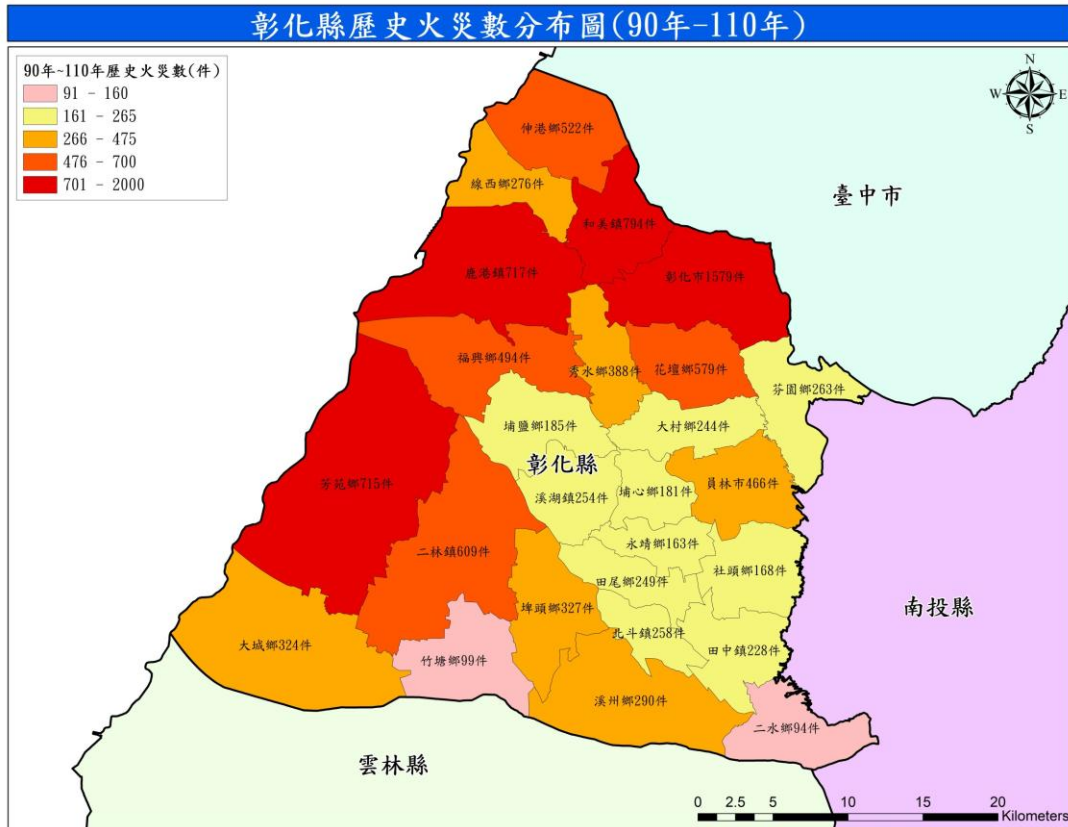 彰化縣歷史火災數分布圖(90年-110年)
90年~110年歷史火災數(件)
91 - 160
161 - 265
266 - 475
476 - 700
701 - 2000
N
W
E
S
伸港鄉522件
線西鄉276件
和美鎮794件
臺中市
鹿港鎮717件
彰化市1579件
福興鄉494件
秀水鄉388件
花壇鄉579件
芬園鄉263件
埔鹽鄉185件
大村鄉244件
彰化縣
芳苑鄉715件
溪湖鎮254件
埔心鄉181件
員林市466件
二林鎮609件
永靖鄉163件
田尾鄉249件
社頭鄉168件
埤頭鄉327件
南投縣
北斗鎮258件
大城鄉324件
竹塘鄉99件
田中鎮228件
溪州鄉290件
二水鄉94件
雲林縣
0 2.5 5 10 15 20
Kilometers